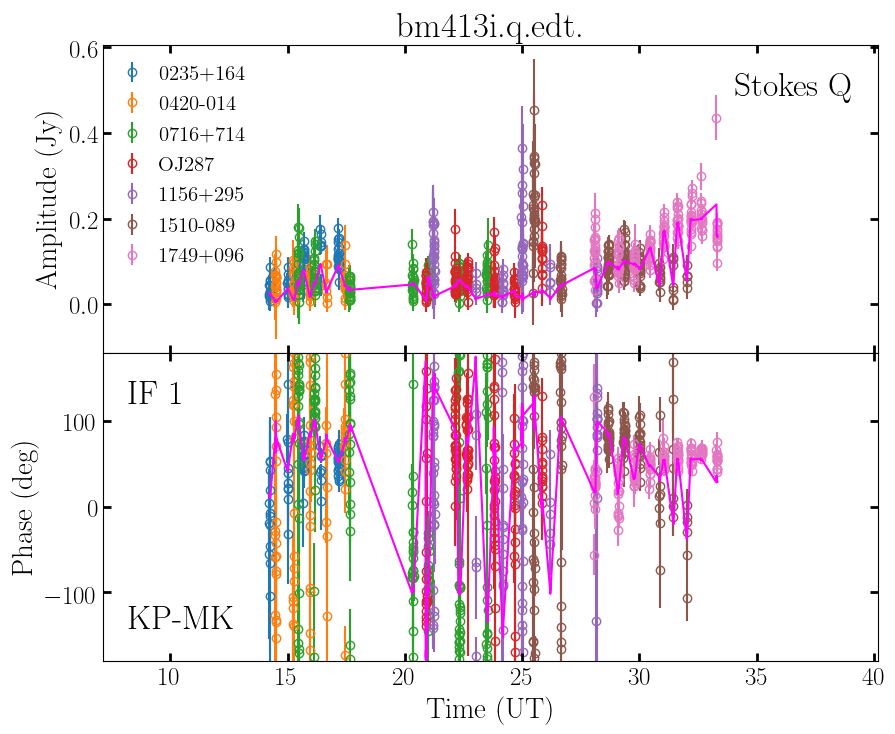 bm413i.q.edt.
Stokes Q
0235+164
0420-014
0716+714
OJ287
1156+295
1510-089
1749+096
Amplitude (Jy)
0.6
0.4
0.2
0.0
IF 1
KP-MK
Phase (deg)
100
0
−100
10 15 20 25 30 35 40
Time (UT)